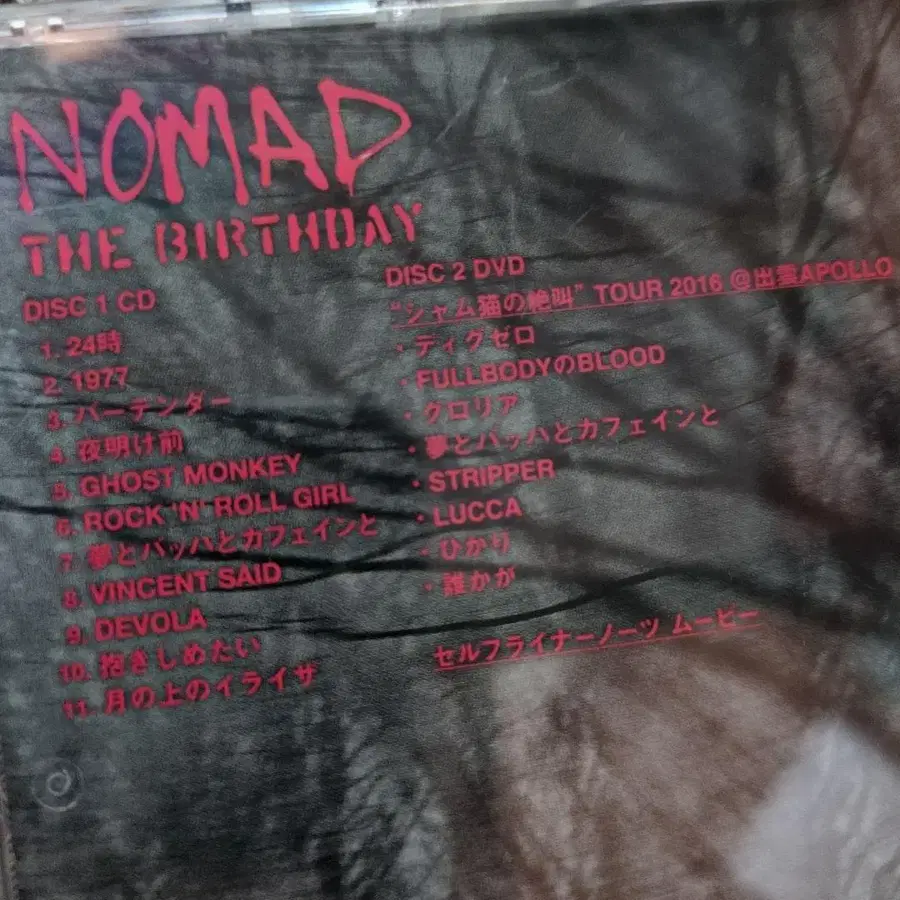 NOMAD
THE BIRTHDAY
DISC 1 CD
1. 24時
2. 1977
3. バーテンダー
4. 夜明け前
5. GHOST MONKEY
6. ROCK 'N' ROLL GIRL
7. 夢とバッハとカフェインと
8. VINCENT SAID
9. DEVOLA
10. 抱きしめたい
11. 月の上のイライザ
DISC 2 DVD
"シャム猫の絶叫" TOUR 2016 @出雲APOLLO
・ディグゼロ
・FULLBODYのBLOOD
・グロリア
・夢とバッハとカフェインと
・STRIPPER
・LUCCA
・ひかり
・誰かが
セルフライナーノーツ ムービー